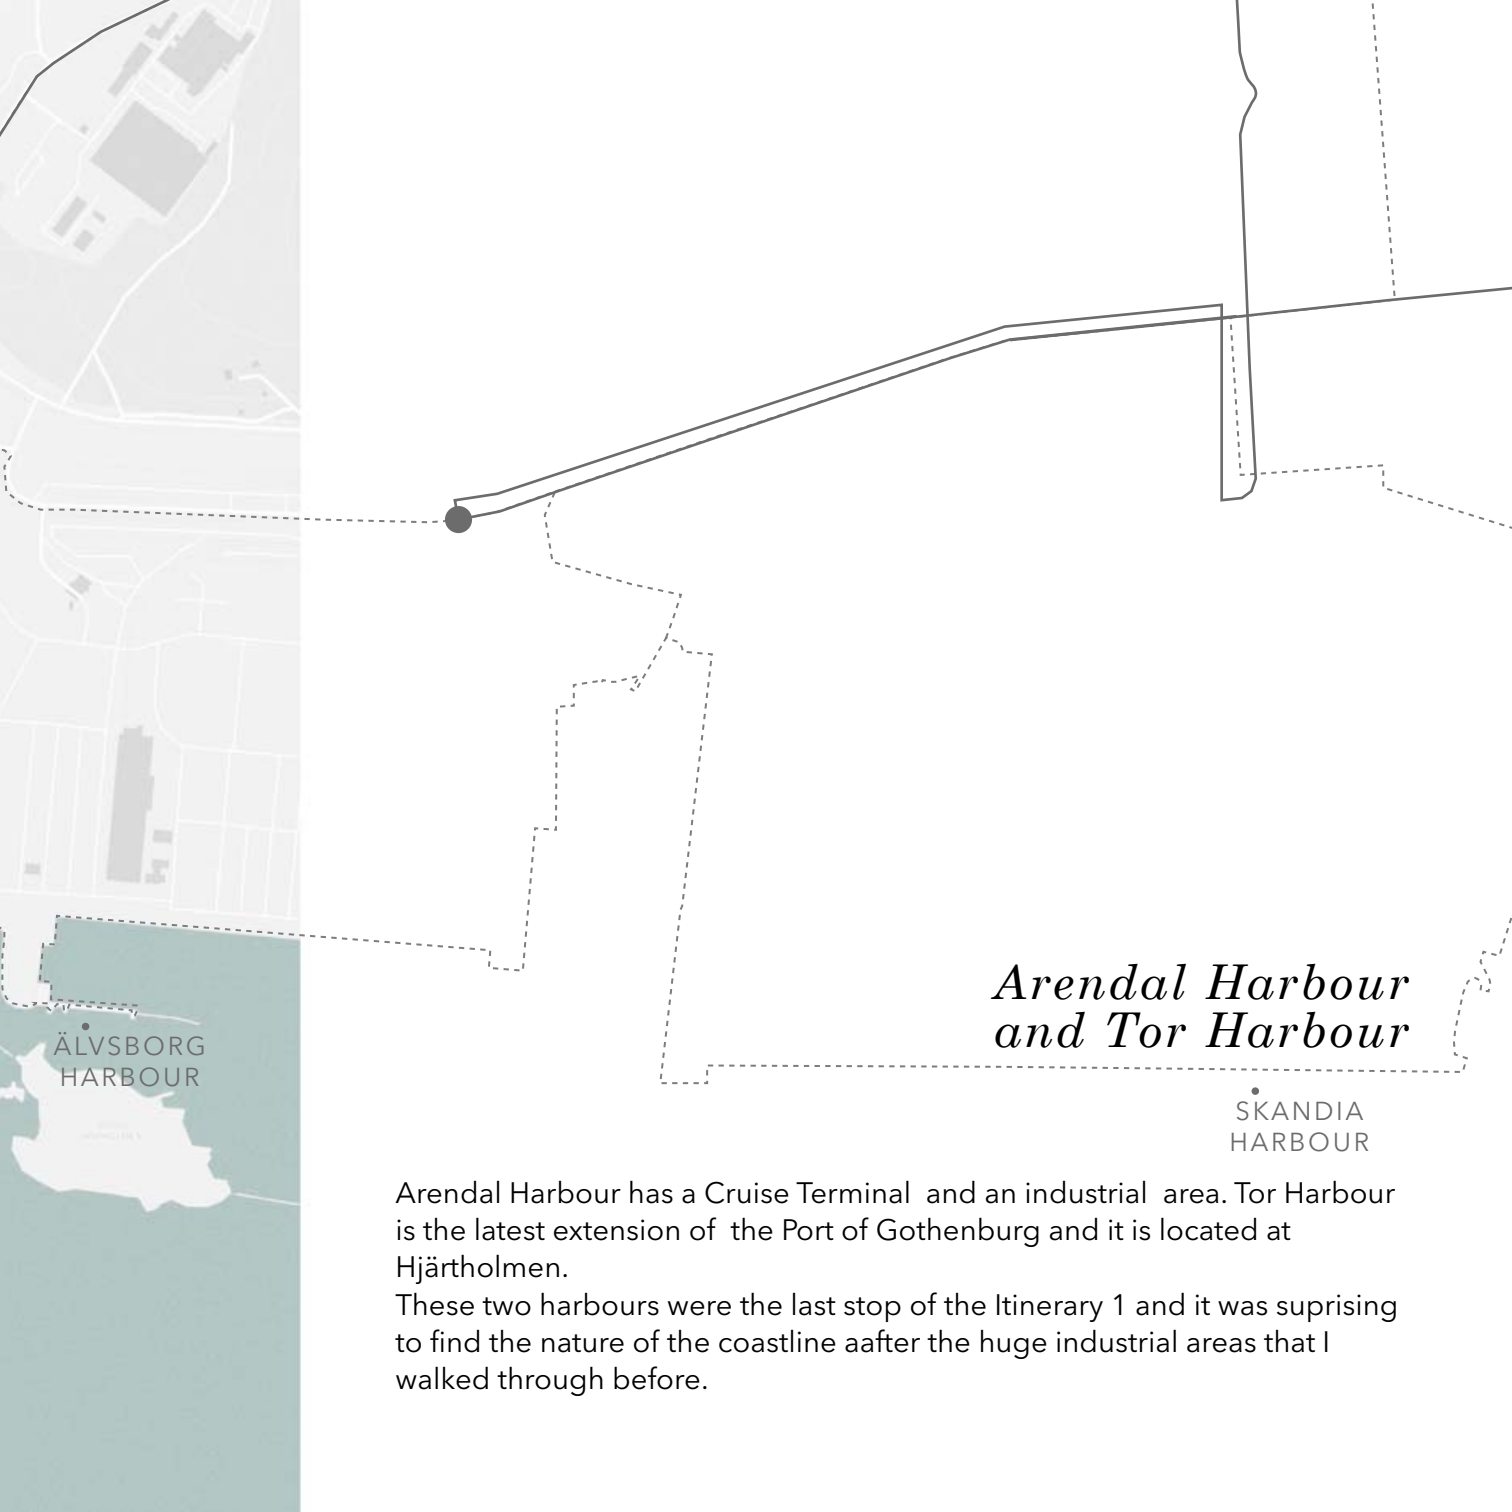 ÄLVSBORG
HARBOUR
Arendal Harbour
and Tor Harbour
SKANDIA
HARBOUR
Arendal Harbour has a Cruise Terminal  and an industrial  area. Tor Harbour
is the latest extension of  the Port of Gothenburg and it is located at
Hjärtholmen.
These two harbours were the last stop of the Itinerary 1 and it was suprising
to find the nature of the coastline aafter the huge industrial areas that I
walked through before.